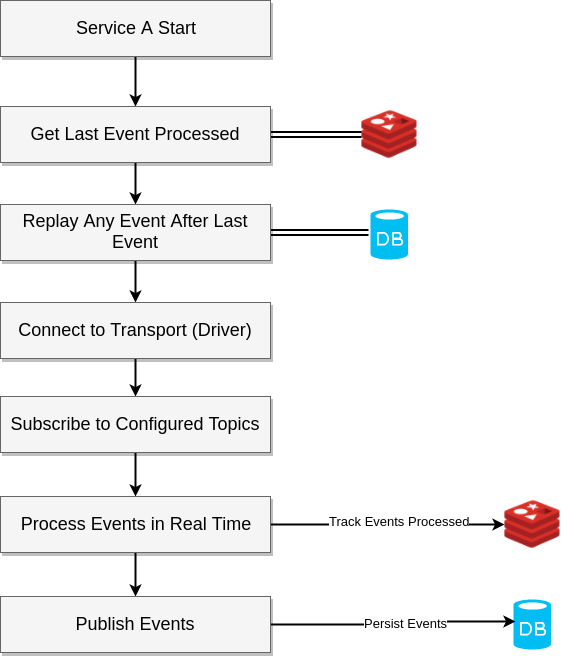 Service A Start
Get Last Event Processed
Replay Any Event After Last
Event
DB
Connect to Transport (Driver)
Subscribe to Configured Topics
Process Events in Real Time
Track Events Processed
Publish Events
Persist Events
DB